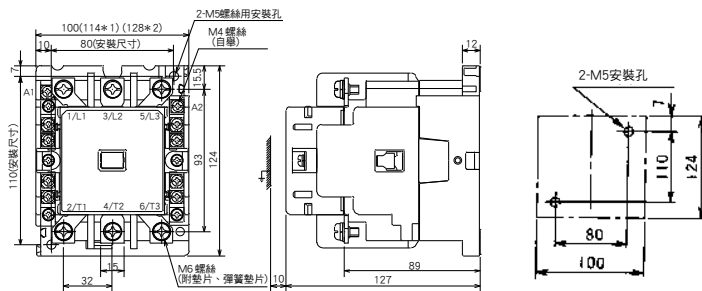 2-M5螺絲用安裝孔
100(114*1) (128*2)
10 80(安裝尺寸)
M4 螺絲
(自舉)
7
15.5
A1
A2
1/L1 3/L2 5/L3
110(安裝尺寸)
93
124
2/T1 4/T2 6/T3
15
32
M6 螺絲
(附墊片、彈簧墊片)
12
10
89
127
2-M5安裝孔
7
110
124
80
100